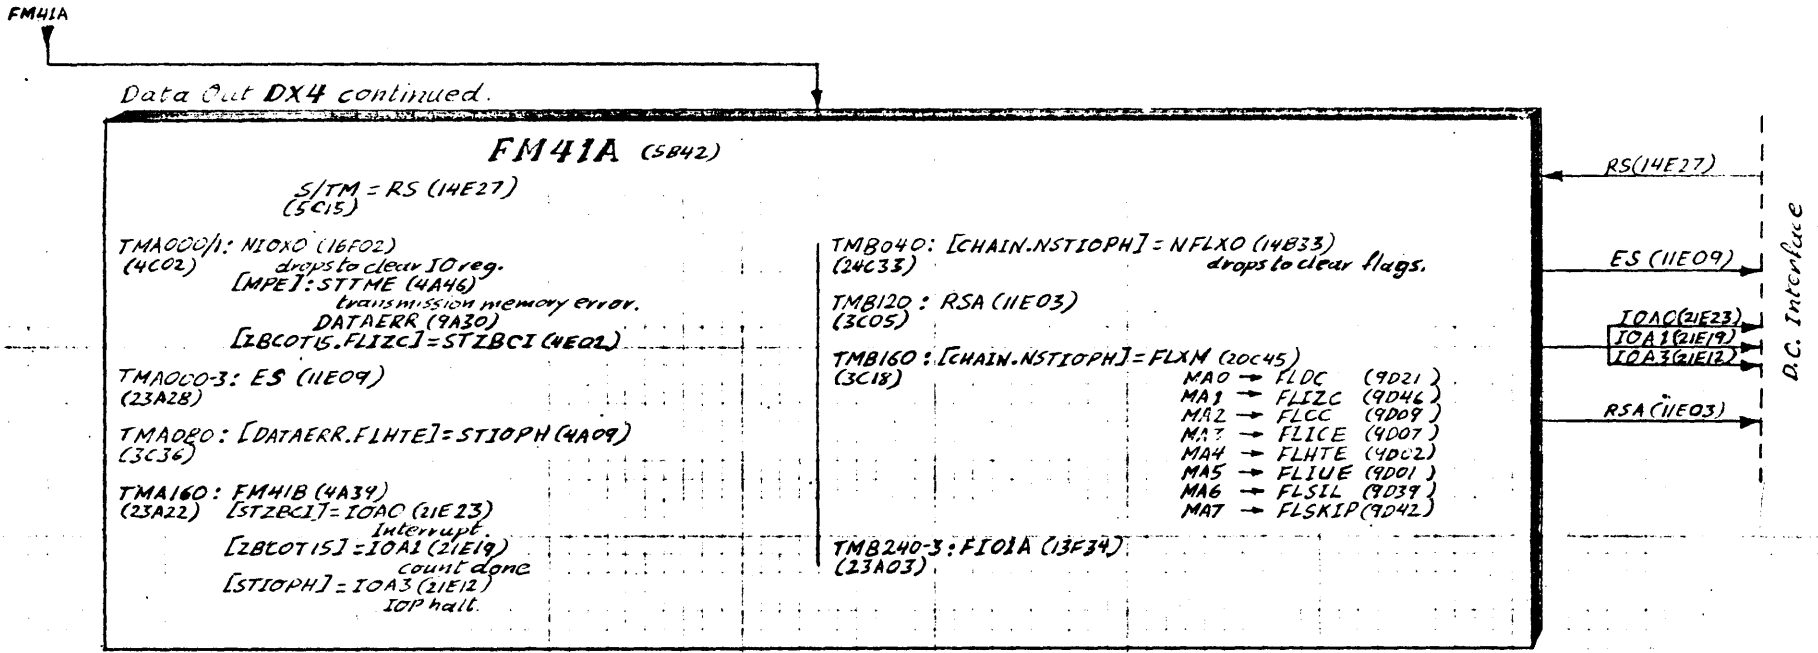 FM41A
Data Out DX4 continued.
FM41A (5B42)
S/TM = RS (14E27)
(5C15)
TMA000/1: NIOXO (16F02)
(4C02) drops to clear IO reg.
[MPE]: STTME (4A46)
transmission memory error.
DATAERR (9A30)
[ZBCOT15.FLIZC] = STZBCI (4E02)
TMA000-3: ES (11E09)
(23A28)
TMA080: [DATAERR.FLHTE] = STIOPH (4A09)
(3C36)
TMA160: FM41B (4A39)
(23A22) [STZBCI] = IOA0 (21E23)
Interrupt.
[ZBCOT15] = IOA1 (21E19)
count done
[STIOPH] = IOA3 (21E12)
IOP halt.
TMB040: [CHAIN.NSTIOPH] = NFLXO (14B33)
(24C33) drops to clear flags.
TMB120: RSA (11E03)
(3C05)
TMB160: [CHAIN.NSTIOPH] = FLXM (20C45)
(3C18)
MA0 → FLDC (9D21)
MA1 → FLIZC (9D46)
MA2 → FLCC (9D09)
MA3 → FLICE (9D07)
MA4 → FLHTE (9D02)
MA5 → FLIUE (9D01)
MA6 → FLSIL (9D39)
MA7 → FLSKIP (9D42)
TMB240-3: FIO1A (13F34)
(23A03)
RS (14E27)
ES (11E09)
IOA0 (21E23)
IOA1 (21E19)
IOA3 (21E12)
RSA (11E03)
D.C. Interface